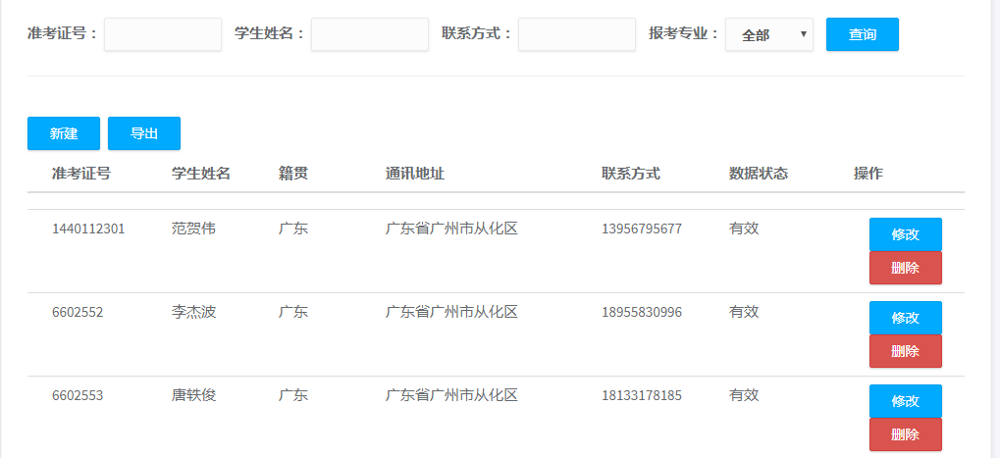 准考证号： 学生姓名： 联系方式： 报考专业： 全部 查询
新建 导出
准考证号 学生姓名 籍贯 通讯地址 联系方式 数据状态 操作
1440112301 范贺伟 广东 广东省广州市从化区 13956795677 有效 修改
删除
6602552 李杰波 广东 广东省广州市从化区 18955830996 有效 修改
删除
6602553 唐轶俊 广东 广东省广州市从化区 18133178185 有效 修改
删除